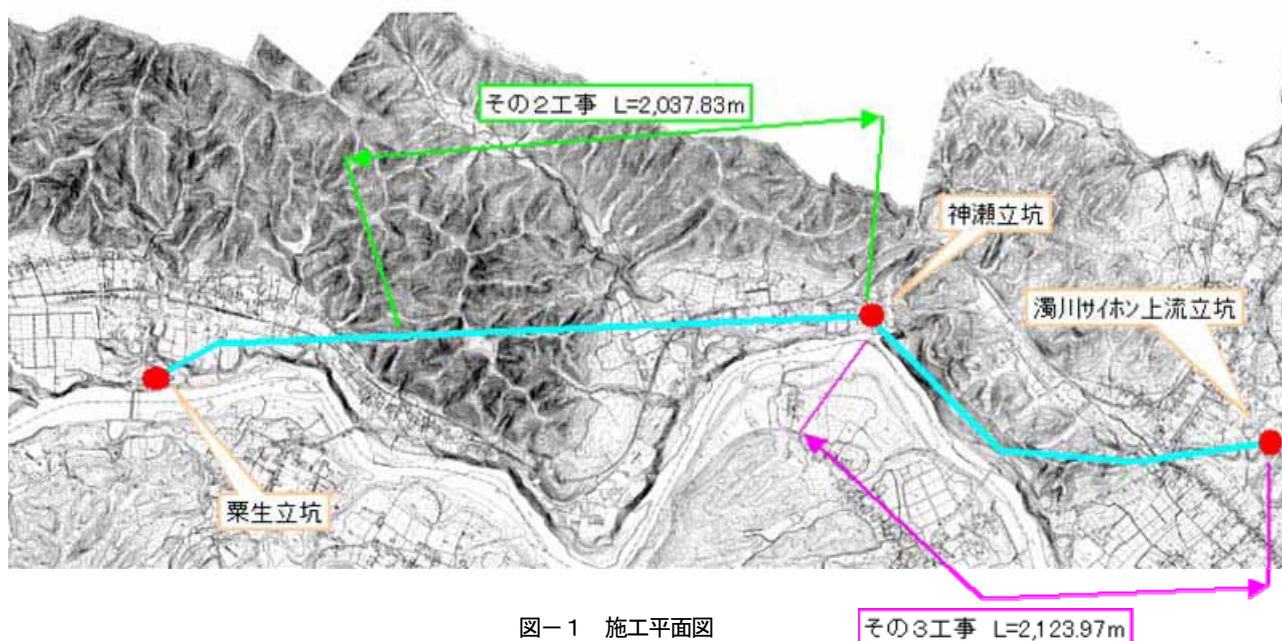 その2工事 L=2,037.83m
神瀬立坑
濁川サイホン上流立坑
粟生立坑
図－1 施工平面図
その3工事 L=2,123.97m